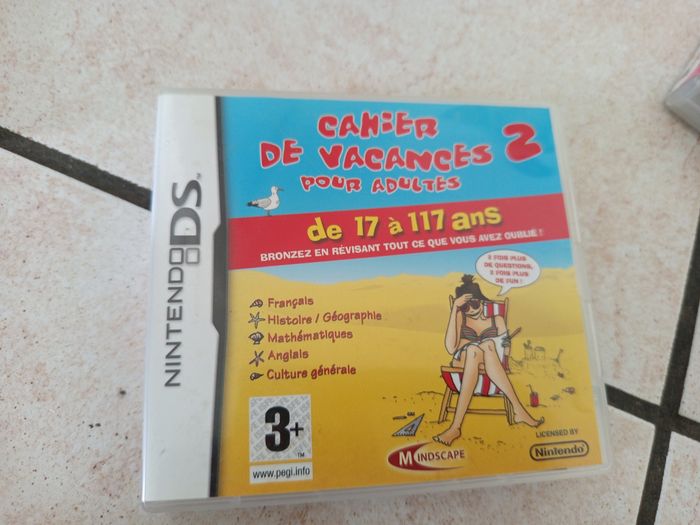 NINTENDO DS™
CAHIER
DE VACANCES 2
POUR ADULTES
de 17 à 117 ans
BRONZEZ EN RÉVISANT TOUT CE QUE VOUS AVEZ OUBLIÉ !
2 FOIS PLUS
DE QUESTIONS,
2 FOIS PLUS
DE FUN !
Français
Histoire / Géographie
Mathématiques
Anglais
Culture générale
3+
™
www.pegi.info
MINDSCAPE
LICENSED BY
Nintendo